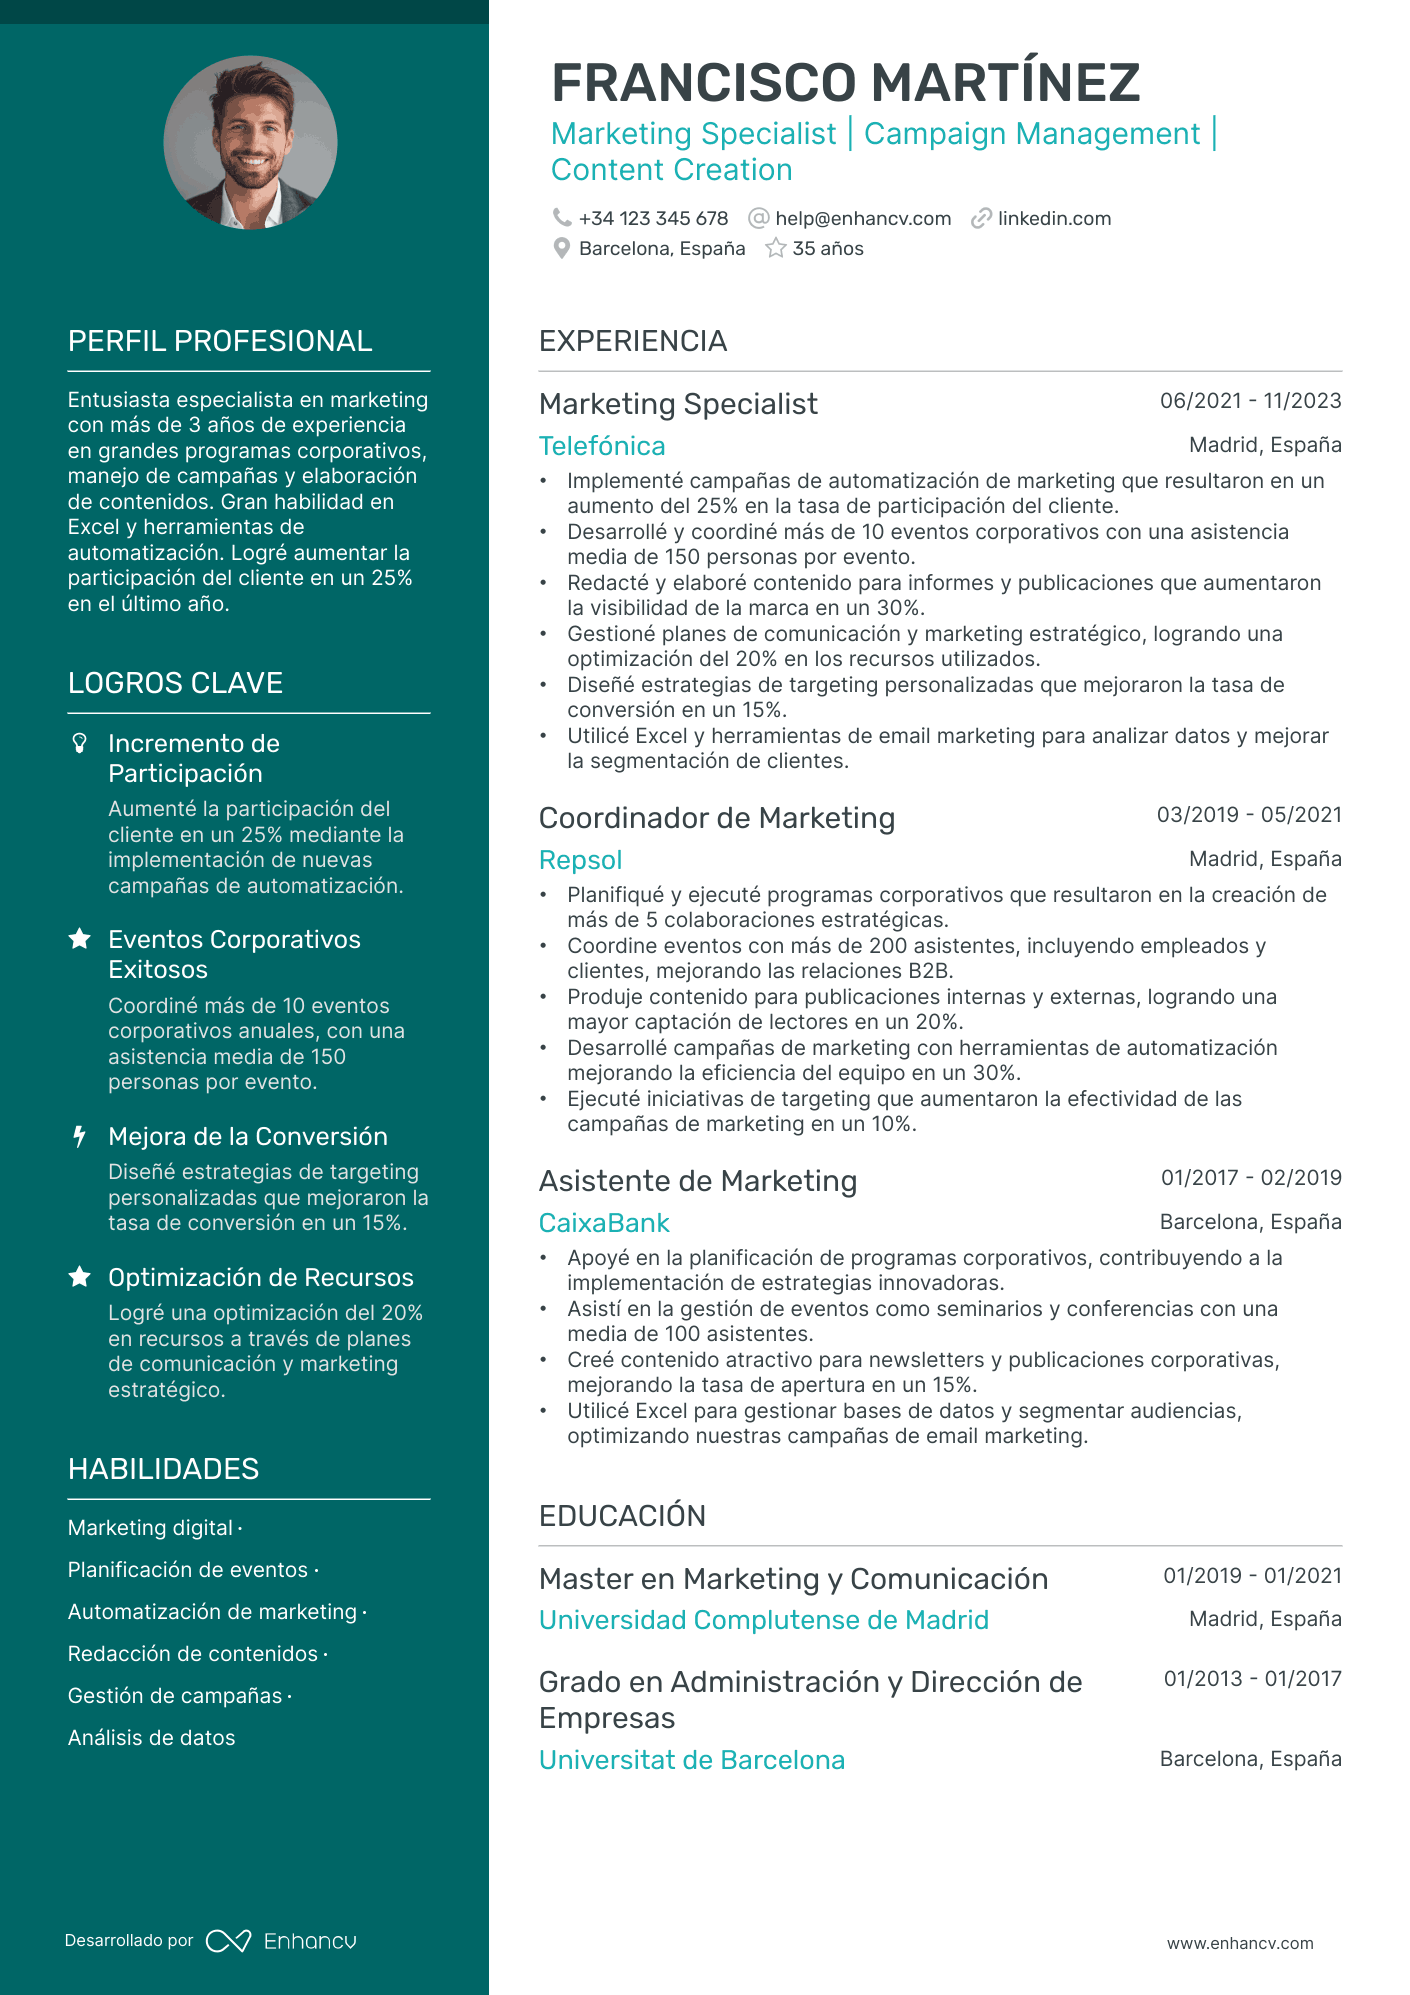 FRANCISCO MARTÍNEZ
Marketing Specialist | Campaign Management |
Content Creation
+34 123 345 678 help@enhancv.com linkedin.com
Barcelona, España 35 años
PERFIL PROFESIONAL
Entusiasta especialista en marketing
con más de 3 años de experiencia
en grandes programas corporativos,
manejo de campañas y elaboración
de contenidos. Gran habilidad en
Excel y herramientas de
automatización. Logré aumentar la
participación del cliente en un 25%
en el último año.
LOGROS CLAVE
Incremento de
Participación
Aumenté la participación del
cliente en un 25% mediante la
implementación de nuevas
campañas de automatización.
Eventos Corporativos
Exitosos
Coordiné más de 10 eventos
corporativos anuales, con una
asistencia media de 150
personas por evento.
Mejora de la Conversión
Diseñé estrategias de targeting
personalizadas que mejoraron la
tasa de conversión en un 15%.
Optimización de Recursos
Logré una optimización del 20%
en recursos a través de planes
de comunicación y marketing
estratégico.
HABILIDADES
Marketing digital ·
Planificación de eventos ·
Automatización de marketing ·
Redacción de contenidos ·
Gestión de campañas ·
Análisis de datos
EXPERIENCIA
Marketing Specialist 06/2021 - 11/2023
Telefónica Madrid, España
• Implementé campañas de automatización de marketing que resultaron en un
aumento del 25% en la tasa de participación del cliente.
• Desarrollé y coordiné más de 10 eventos corporativos con una asistencia
media de 150 personas por evento.
• Redacté y elaboré contenido para informes y publicaciones que aumentaron
la visibilidad de la marca en un 30%.
• Gestioné planes de comunicación y marketing estratégico, logrando una
optimización del 20% en los recursos utilizados.
• Diseñé estrategias de targeting personalizadas que mejoraron la tasa de
conversión en un 15%.
• Utilicé Excel y herramientas de email marketing para analizar datos y mejorar
la segmentación de clientes.
Coordinador de Marketing 03/2019 - 05/2021
Repsol Madrid, España
• Planifiqué y ejecuté programas corporativos que resultaron en la creación de
más de 5 colaboraciones estratégicas.
• Coordine eventos con más de 200 asistentes, incluyendo empleados y
clientes, mejorando las relaciones B2B.
• Produje contenido para publicaciones internas y externas, logrando una
mayor captación de lectores en un 20%.
• Desarrollé campañas de marketing con herramientas de automatización
mejorando la eficiencia del equipo en un 30%.
• Ejecuté iniciativas de targeting que aumentaron la efectividad de las
campañas de marketing en un 10%.
Asistente de Marketing 01/2017 - 02/2019
CaixaBank Barcelona, España
• Apoyé en la planificación de programas corporativos, contribuyendo a la
implementación de estrategias innovadoras.
• Asistí en la gestión de eventos como seminarios y conferencias con una
media de 100 asistentes.
• Creé contenido atractivo para newsletters y publicaciones corporativas,
mejorando la tasa de apertura en un 15%.
• Utilicé Excel para gestionar bases de datos y segmentar audiencias,
optimizando nuestras campañas de email marketing.
EDUCACIÓN
Master en Marketing y Comunicación 01/2019 - 01/2021
Universidad Complutense de Madrid Madrid, España
Grado en Administración y Dirección de 01/2013 - 01/2017
Empresas
Universitat de Barcelona Barcelona, España
Desarrollado por Enhancv
www.enhancv.com